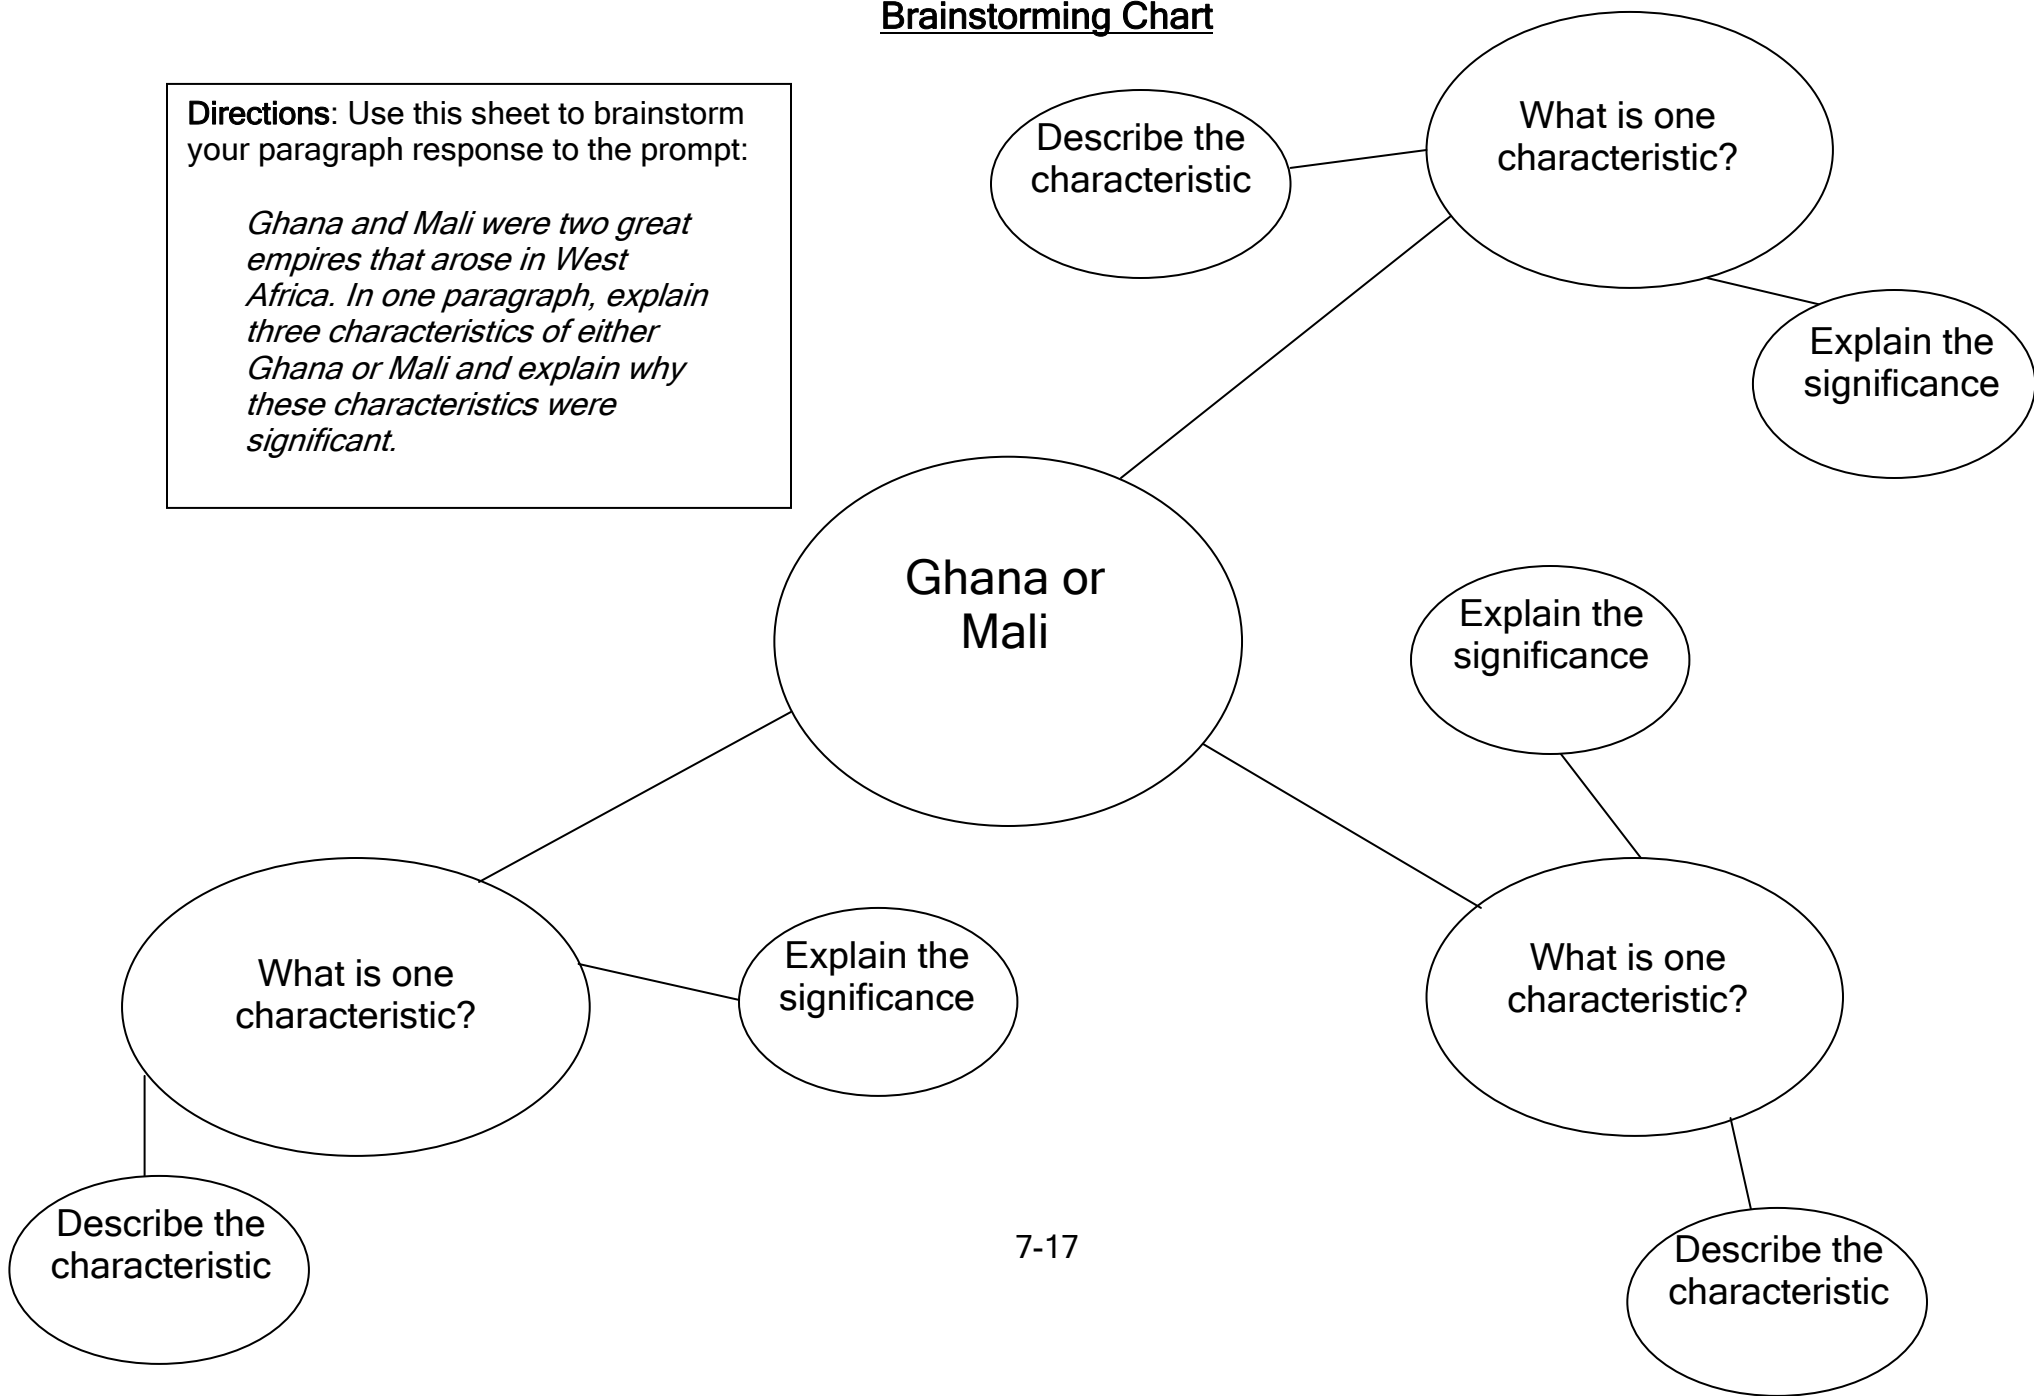 Brainstorming Chart
Directions: Use this sheet to brainstorm
your paragraph response to the prompt:
Ghana and Mali were two great
empires that arose in West
Africa. In one paragraph, explain
three characteristics of either
Ghana or Mali and explain why
these characteristics were
significant.
Describe the
characteristic
What is one
characteristic?
Explain the
significance
Ghana or
Mali
Explain the
significance
What is one
characteristic?
Explain the
significance
What is one
characteristic?
Describe the
characteristic
7-17
Describe the
characteristic